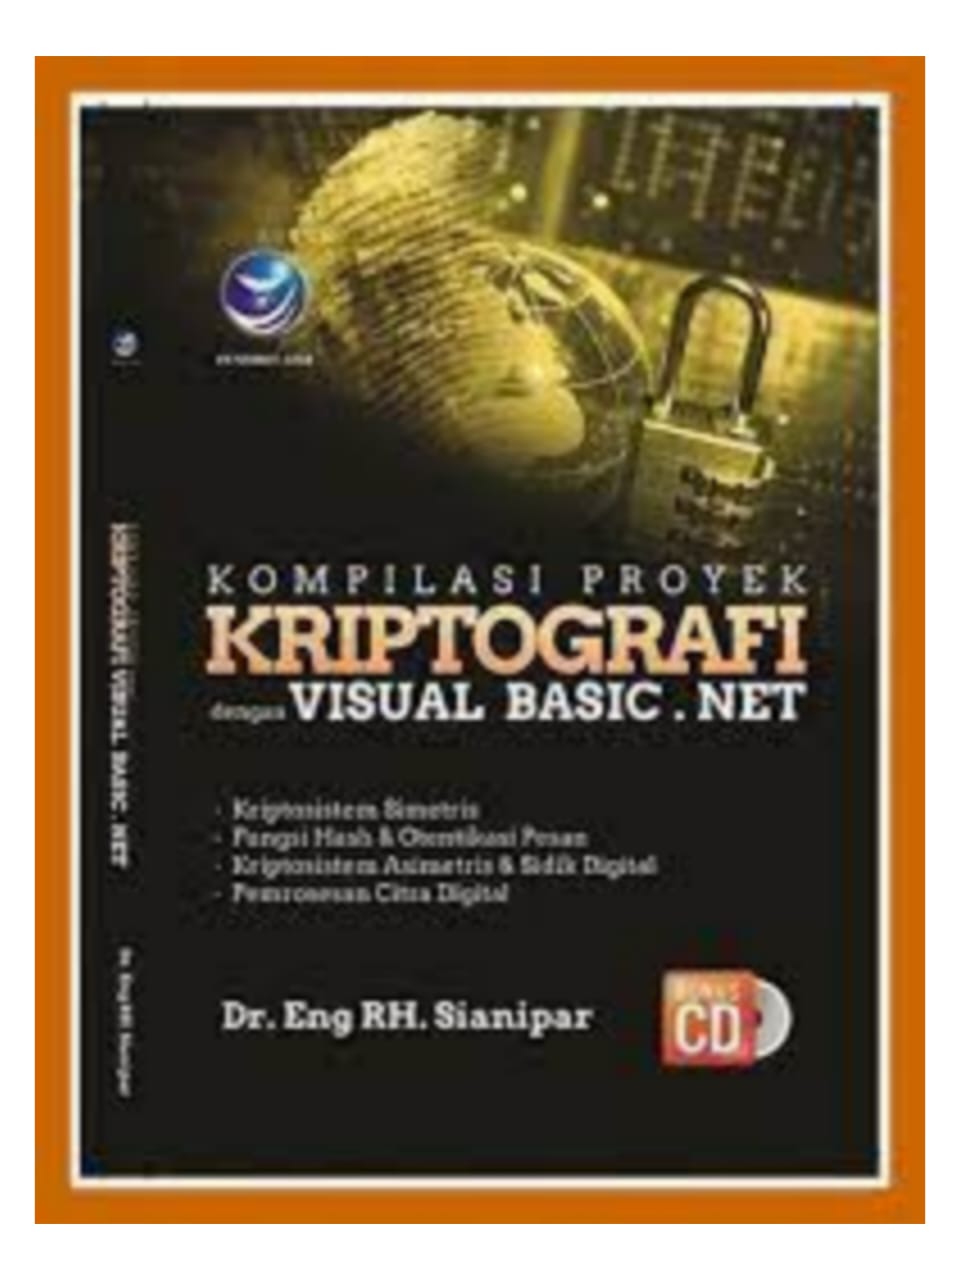 KOMPILASI PROYEK
KRIPTOGRAFI
dengan VISUAL BASIC . NET
- Kriptosistem Simetris
- Fungsi Hash & Otentikasi Pesan
- Kriptosistem Asimetris & Sidik Digital
- Pemrosesan Citra Digital
Dr. Eng RH. Sianipar
BONUS
CD
KRIPTOGRAFI VISUAL BASIC . NET
Dr. Eng RH. Sianipar